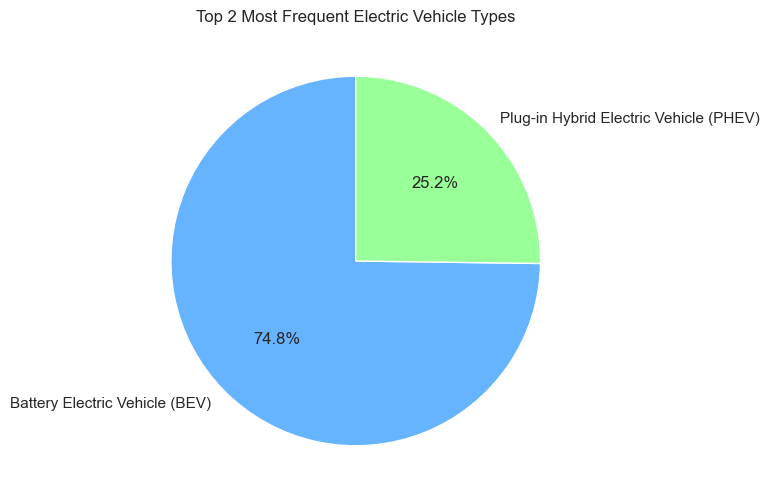 Top 2 Most Frequent Electric Vehicle Types
Plug-in Hybrid Electric Vehicle (PHEV)
25.2%
74.8%
Battery Electric Vehicle (BEV)